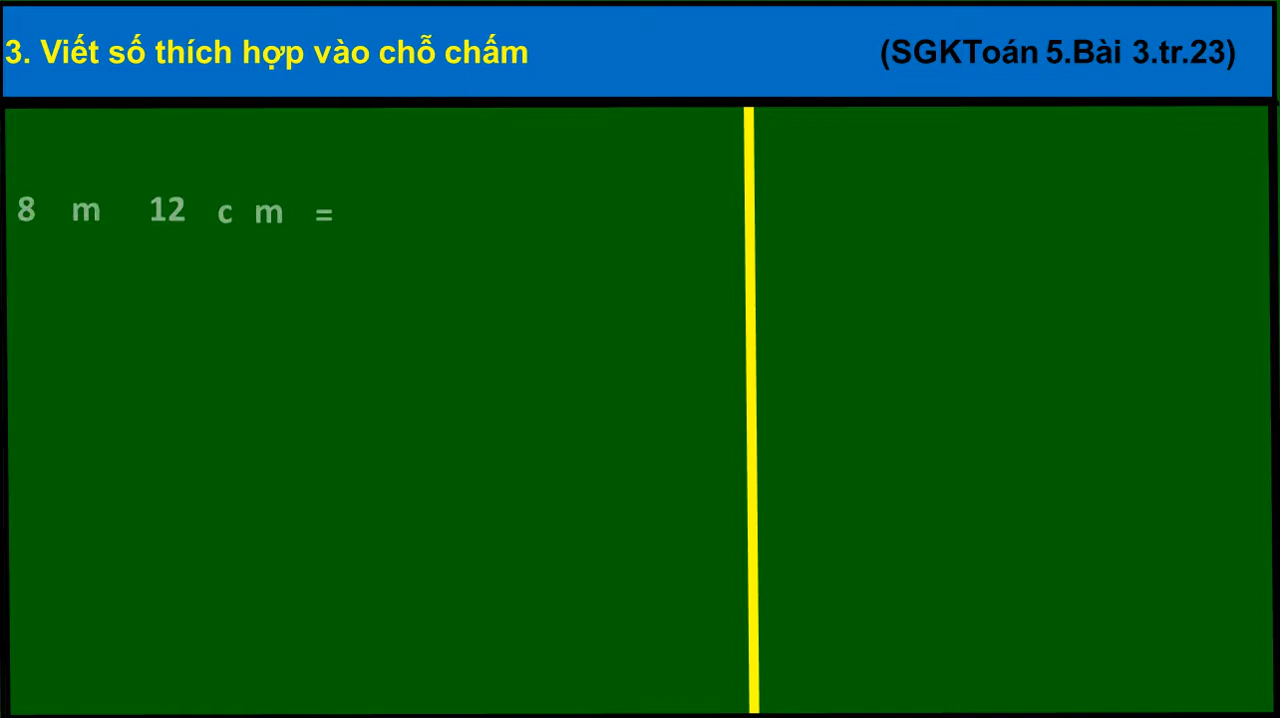 3. Viết số thích hợp vào chỗ chấm (SGKToán 5.Bài 3.tr.23)
8 m 12 c m =